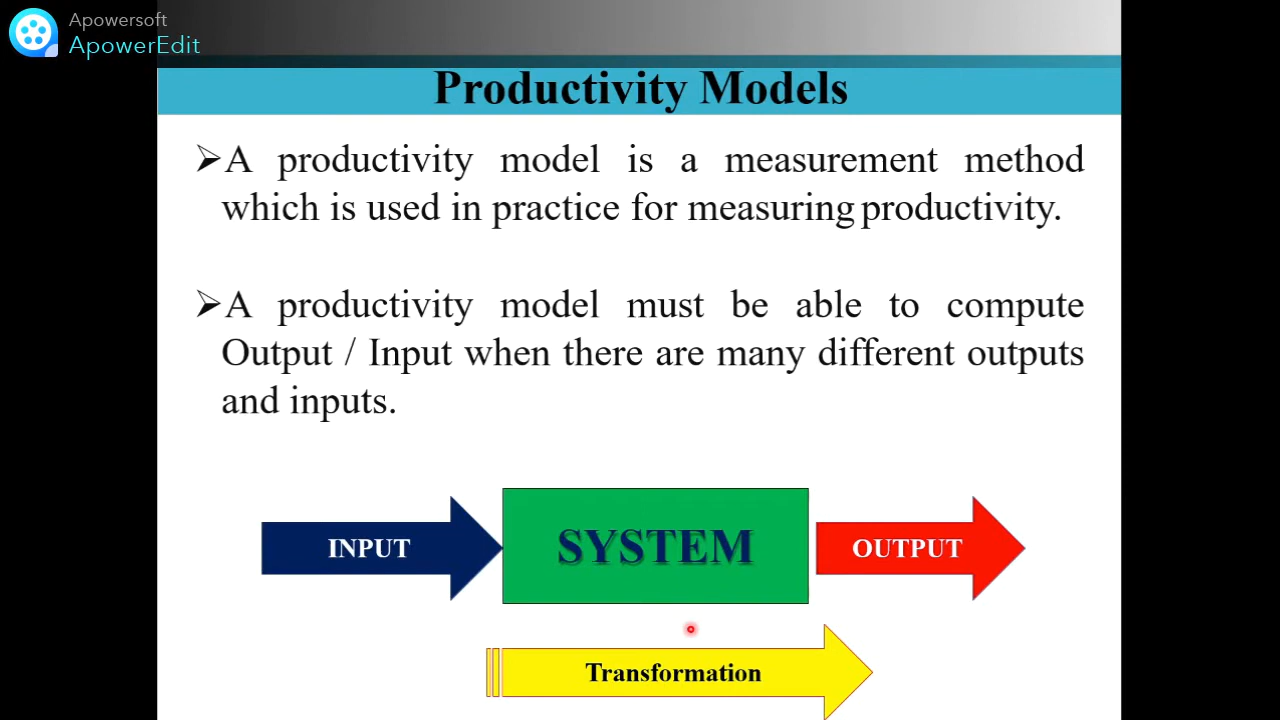 Apowersoft
ApowerEdit
Productivity Models
➢A productivity model is a measurement method
which is used in practice for measuring productivity.
➢A productivity model must be able to compute
Output / Input when there are many different outputs
and inputs.
INPUT
SYSTEM
OUTPUT
Transformation